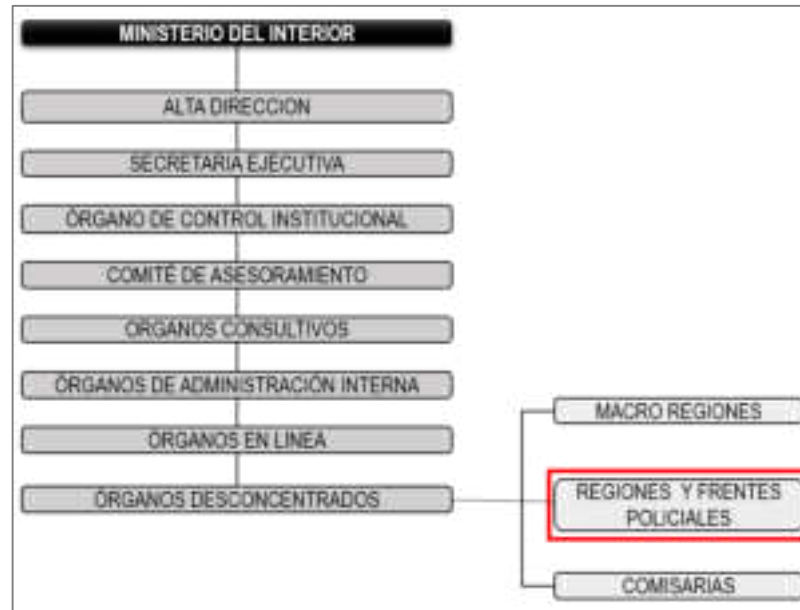 MINISTERIO DEL INTERIOR
ALTA DIRECCION
SECRETARIA EJECUTIVA
ÓRGANO DE CONTROL INSTITUCIONAL
COMITÉ DE ASESORAMIENTO
ORGANOS CONSULTIVOS
ÓRGANOS DE ADMINISTRACIÓN INTERNA
ÓRGANOS EN LINEA
ÓRGANOS DESCONCENTRADOS
MACRO REGIONES
REGIONES Y FRENTES
POLICIALES
COMISARIAS